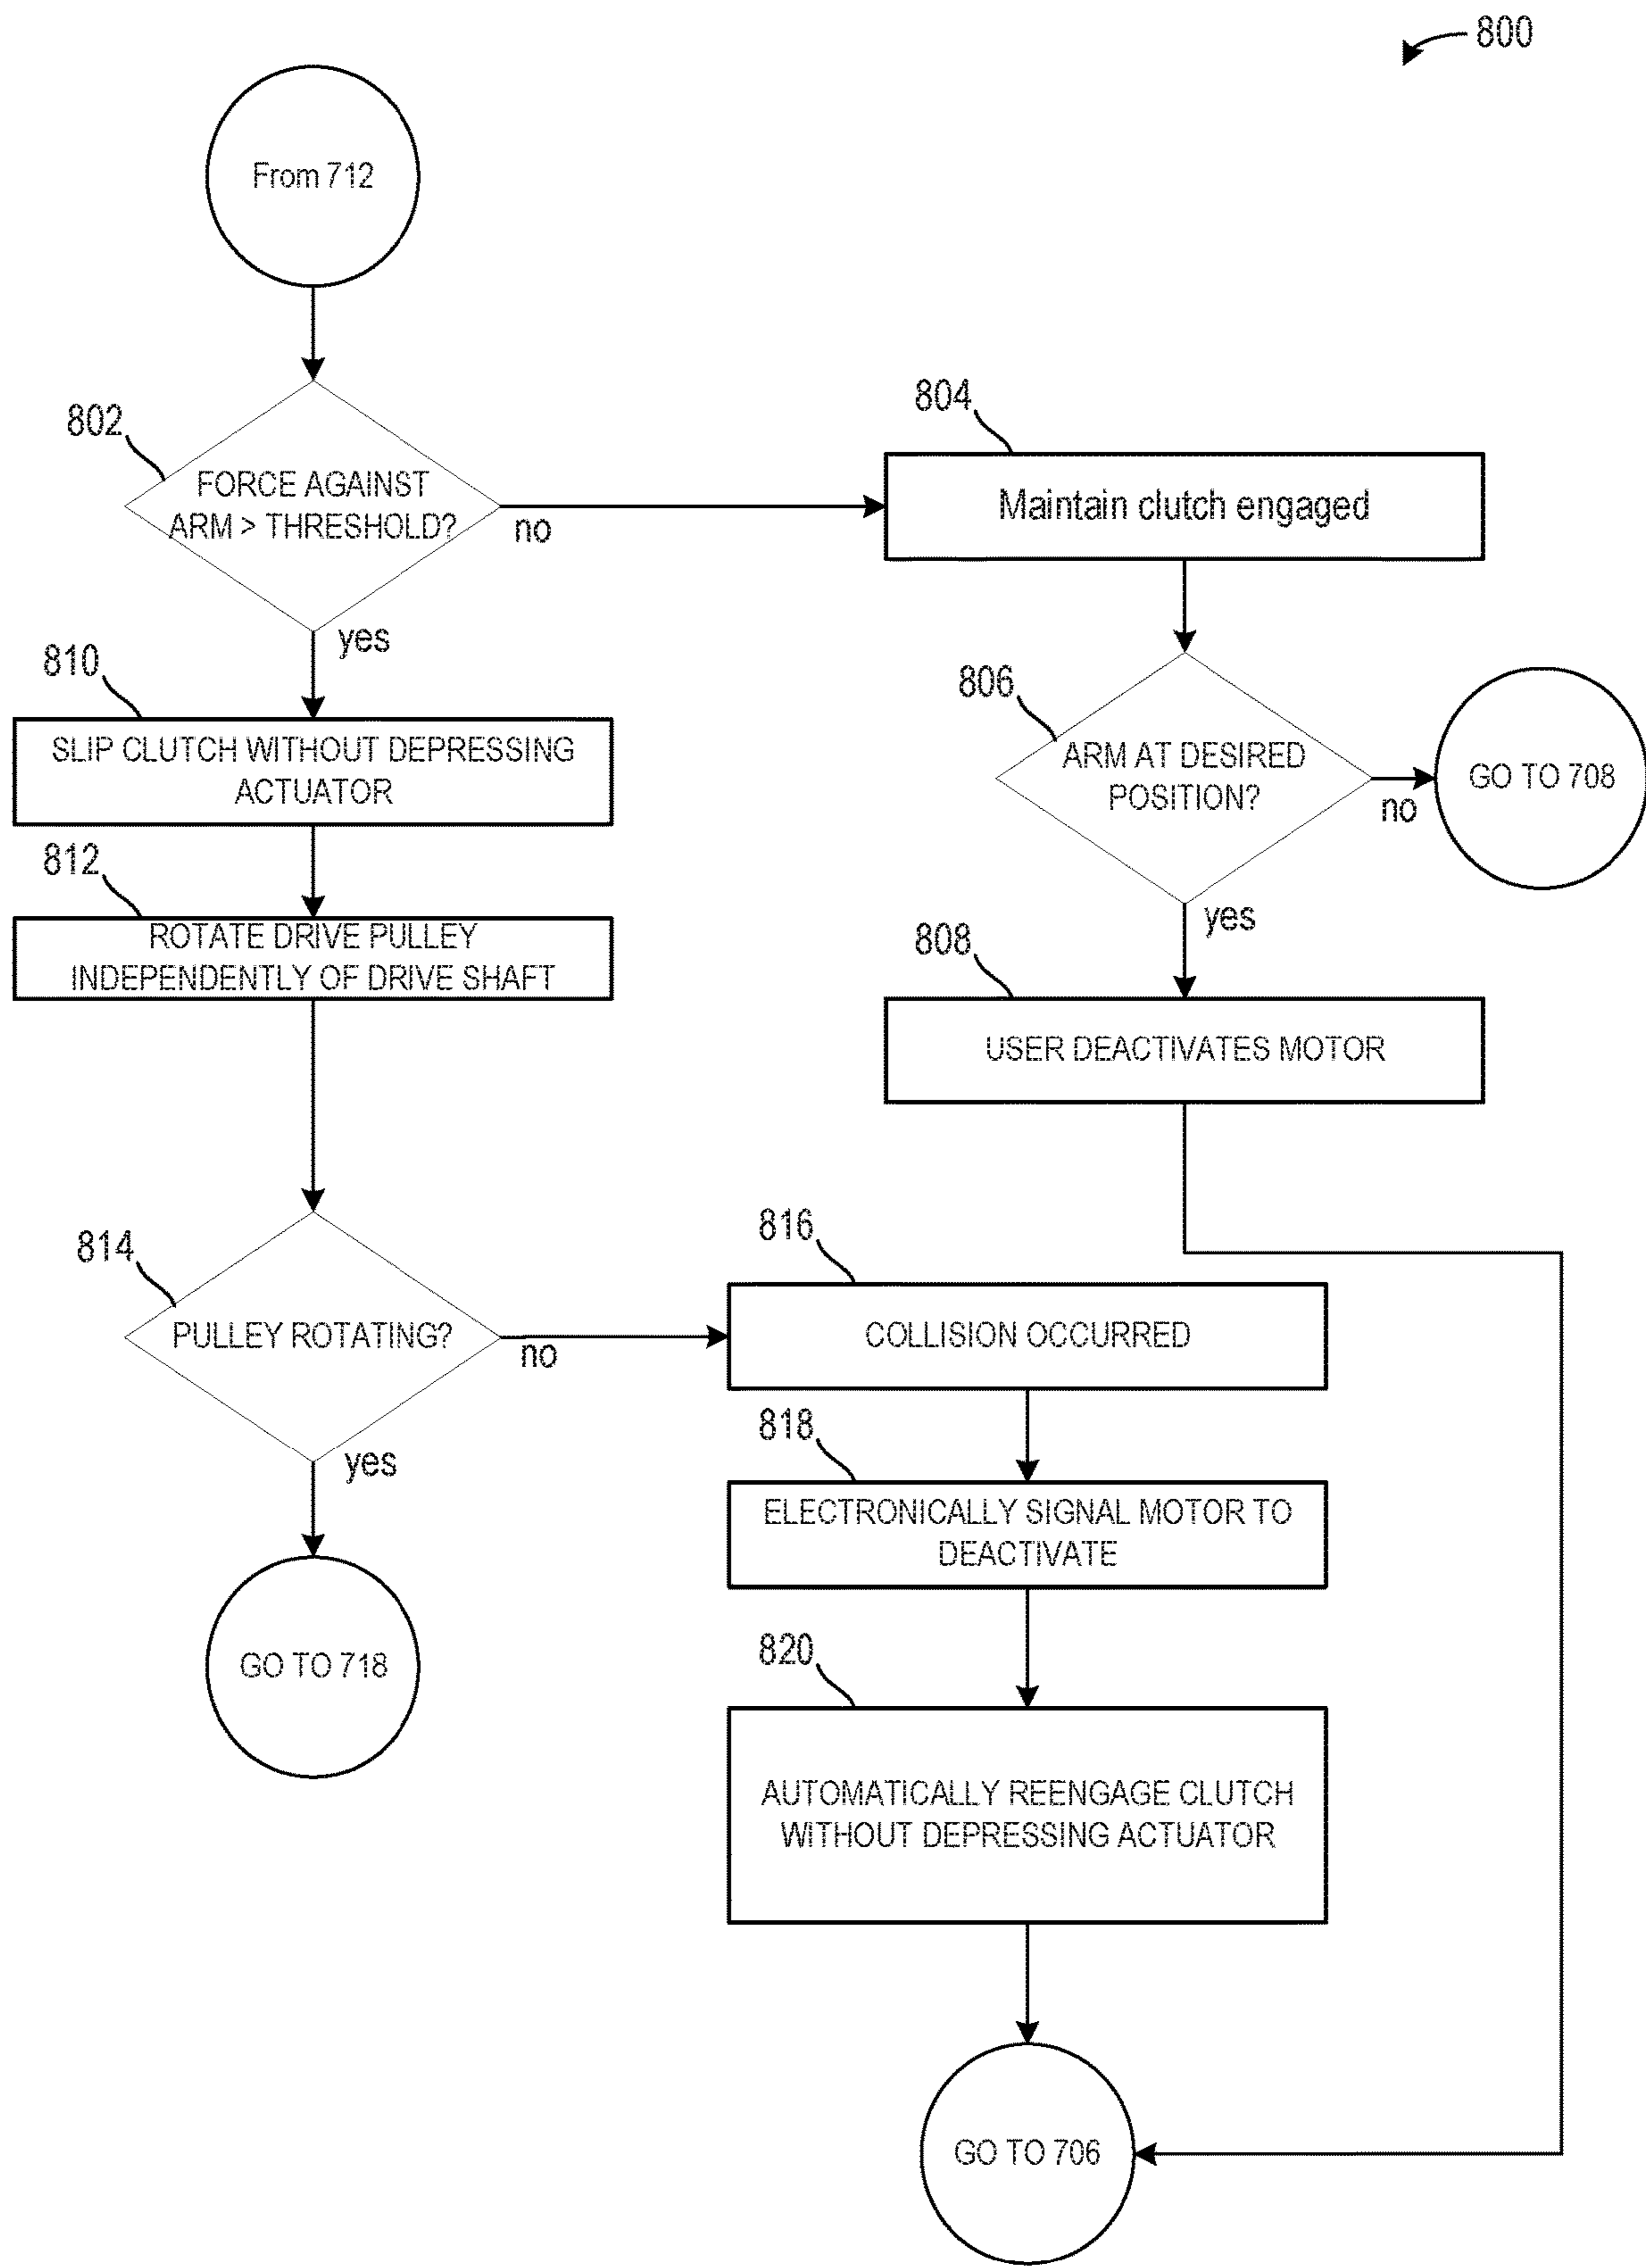 800
From 712
802
FORCE AGAINST
ARM > THRESHOLD?
no
yes
804
Maintain clutch engaged
806
ARM AT DESIRED
POSITION?
no
GO TO 708
yes
808
USER DEACTIVATES MOTOR
810
SLIP CLUTCH WITHOUT DEPRESSING
ACTUATOR
812
ROTATE DRIVE PULLEY
INDEPENDENTLY OF DRIVE SHAFT
814
PULLEY ROTATING?
no
yes
GO TO 718
816
COLLISION OCCURRED
818
ELECTRONICALLY SIGNAL MOTOR TO
DEACTIVATE
820
AUTOMATICALLY REENGAGE CLUTCH
WITHOUT DEPRESSING ACTUATOR
GO TO 706